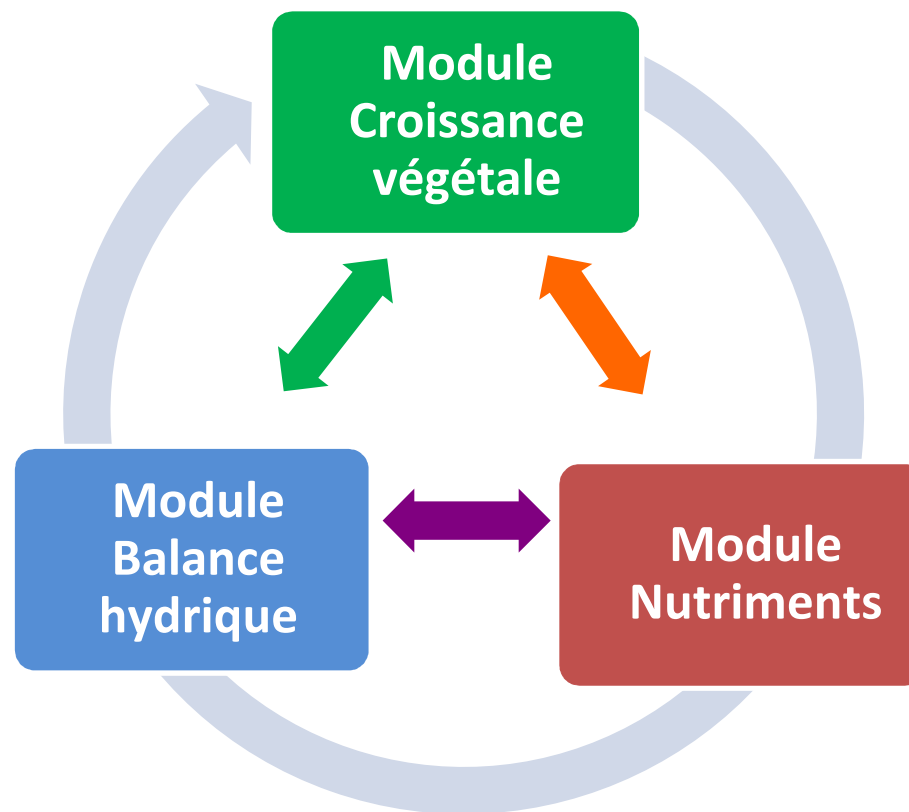 Module
Croissance
végétale
Module
Balance
hydrique
Module
Nutriments